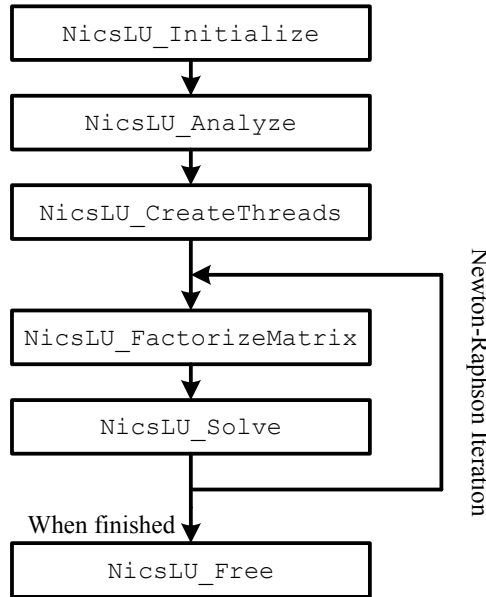 NicsLU_Initialize
NicsLU_Analyze
NicsLU_CreateThreads
NicsLU_FactorizeMatrix
NicsLU_Solve
Newton-Raphson Iteration
When finished
NicsLU_Free